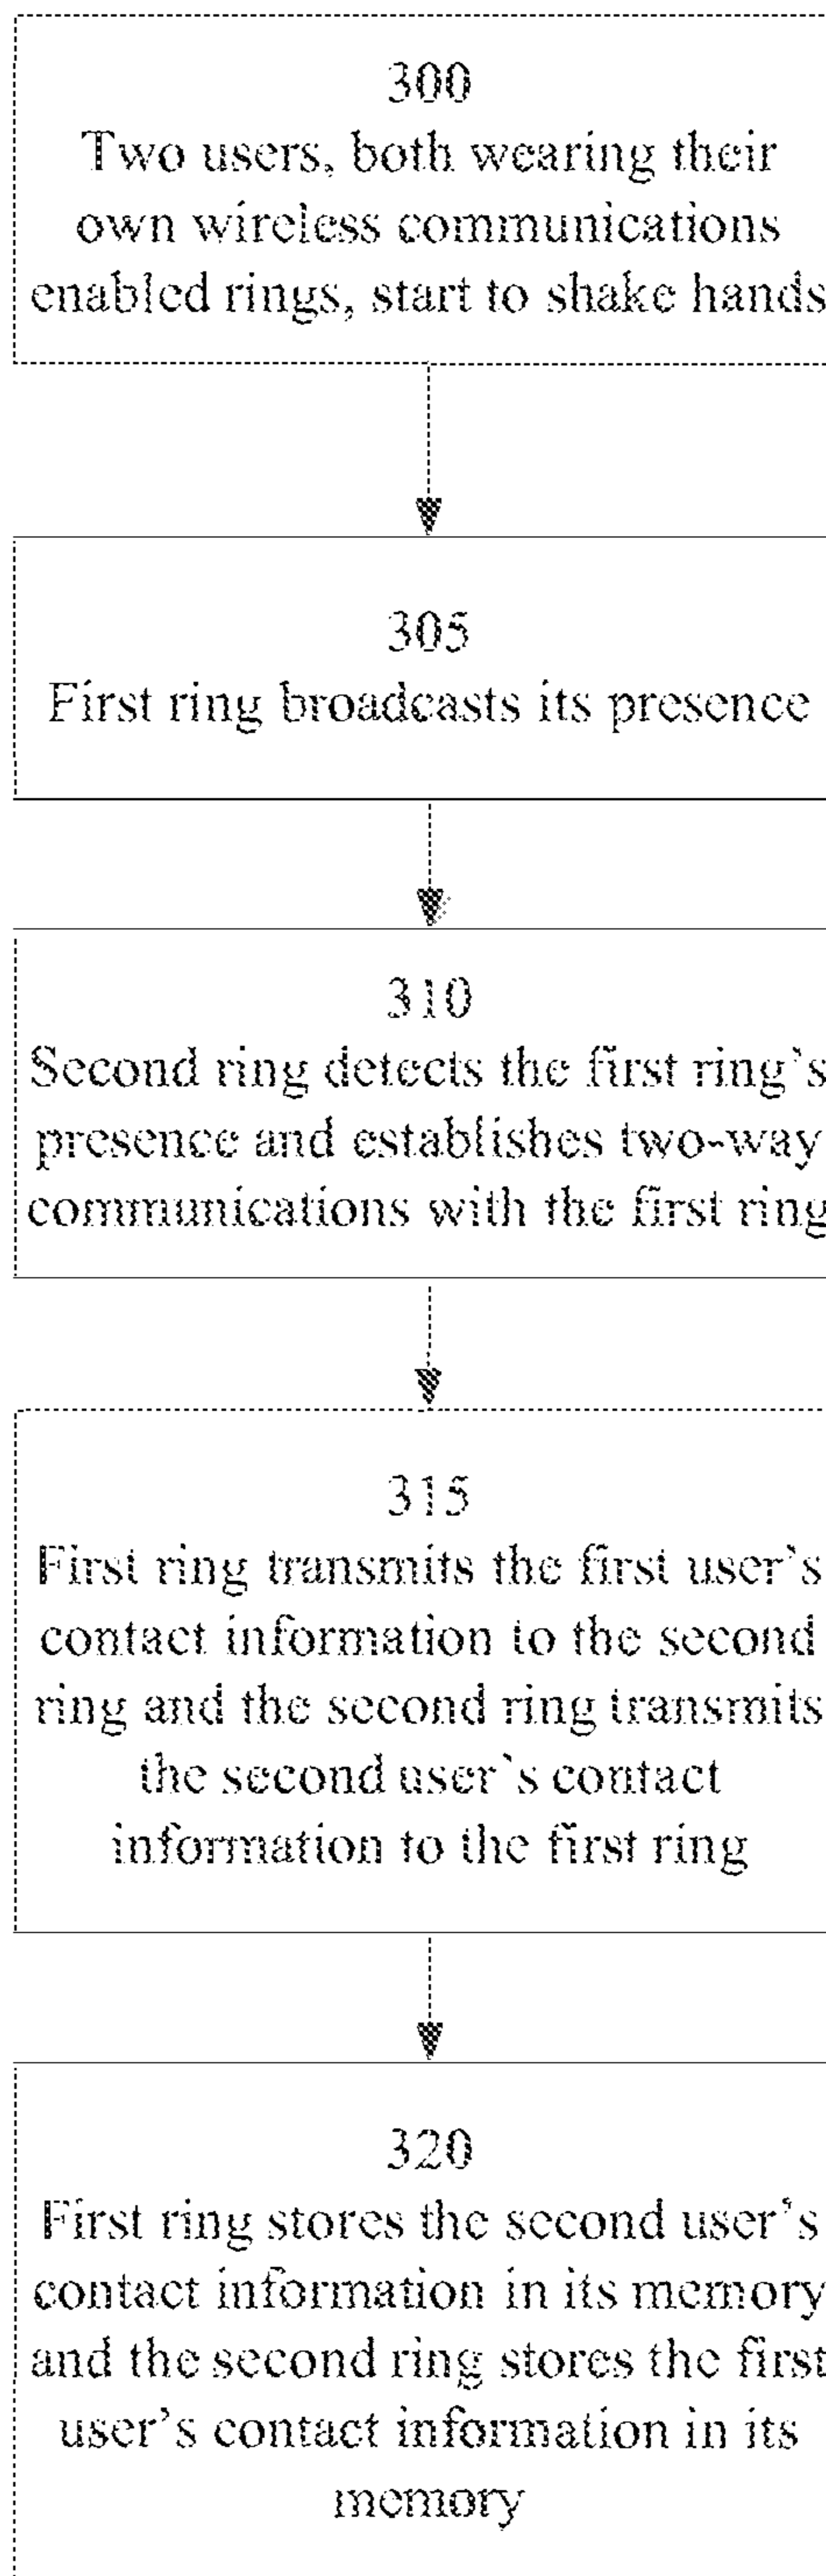 300
Two users, both wearing their
own wireless communications
enabled rings, start to shake hands
305
First ring broadcasts its presence
310
Second ring detects the first ring's
presence and establishes two-way
communications with the first ring
315
First ring transmits the first user's
contact information to the second
ring and the second ring transmits
the second user's contact
information to the first ring
320
First ring stores the second user's
contact information in its memory
and the second ring stores the first
user's contact information in its
memory